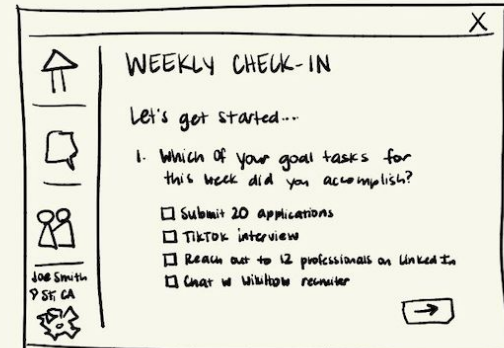 X
WEEKLY CHECK-IN
Let's get started...
1. Which of your goal tasks for
this week did you accomplish?
Submit 20 applications
TikTok interview
Reach out to 12 professionals on LinkedIn
Chat w WikiHow recruiter
Joe Smith
SF, CA